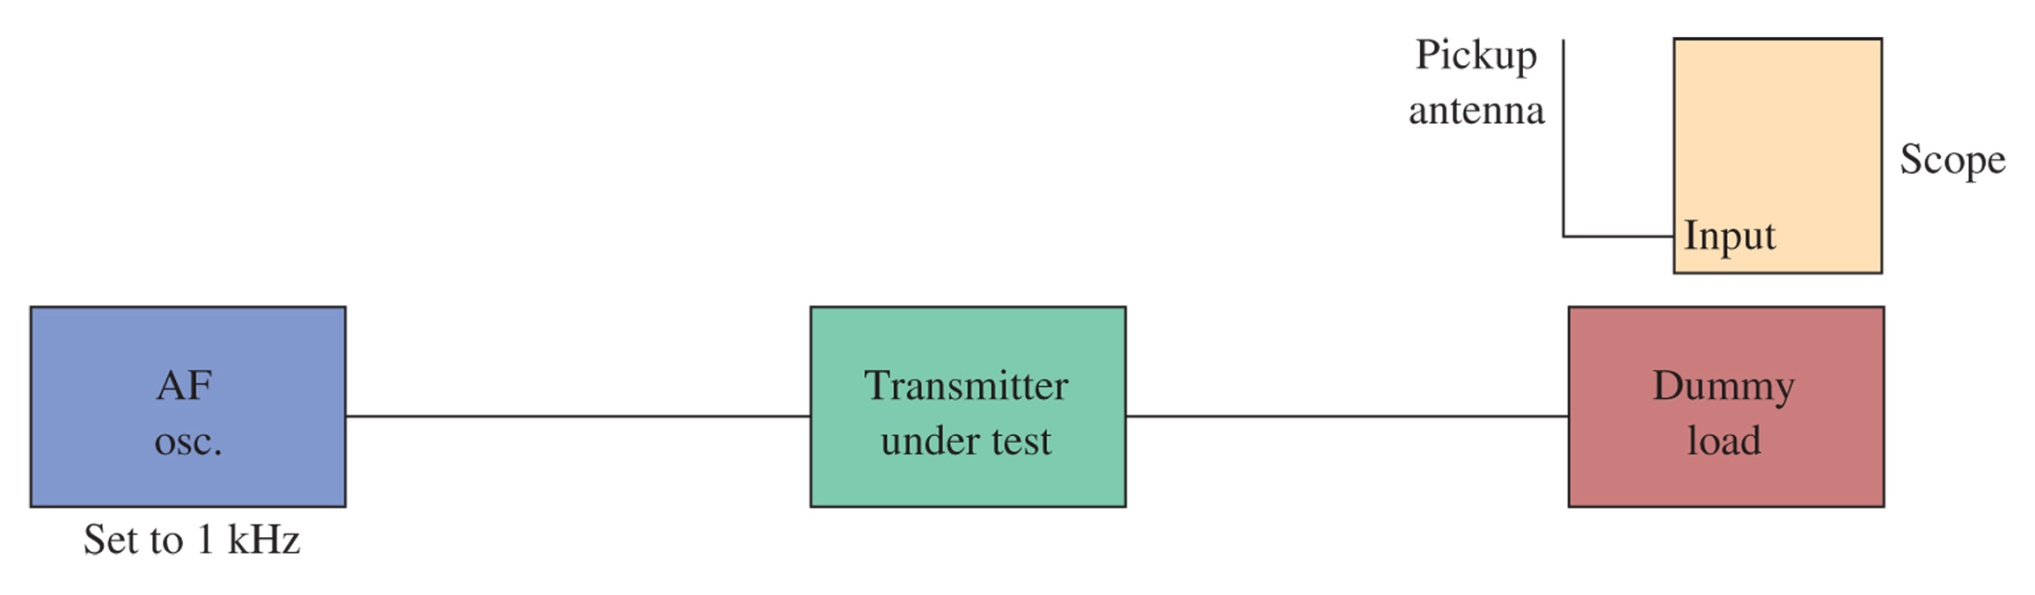 Pickup
antenna
Scope
Input
AF
osc.
Transmitter
under test
Dummy
load
Set to 1 kHz